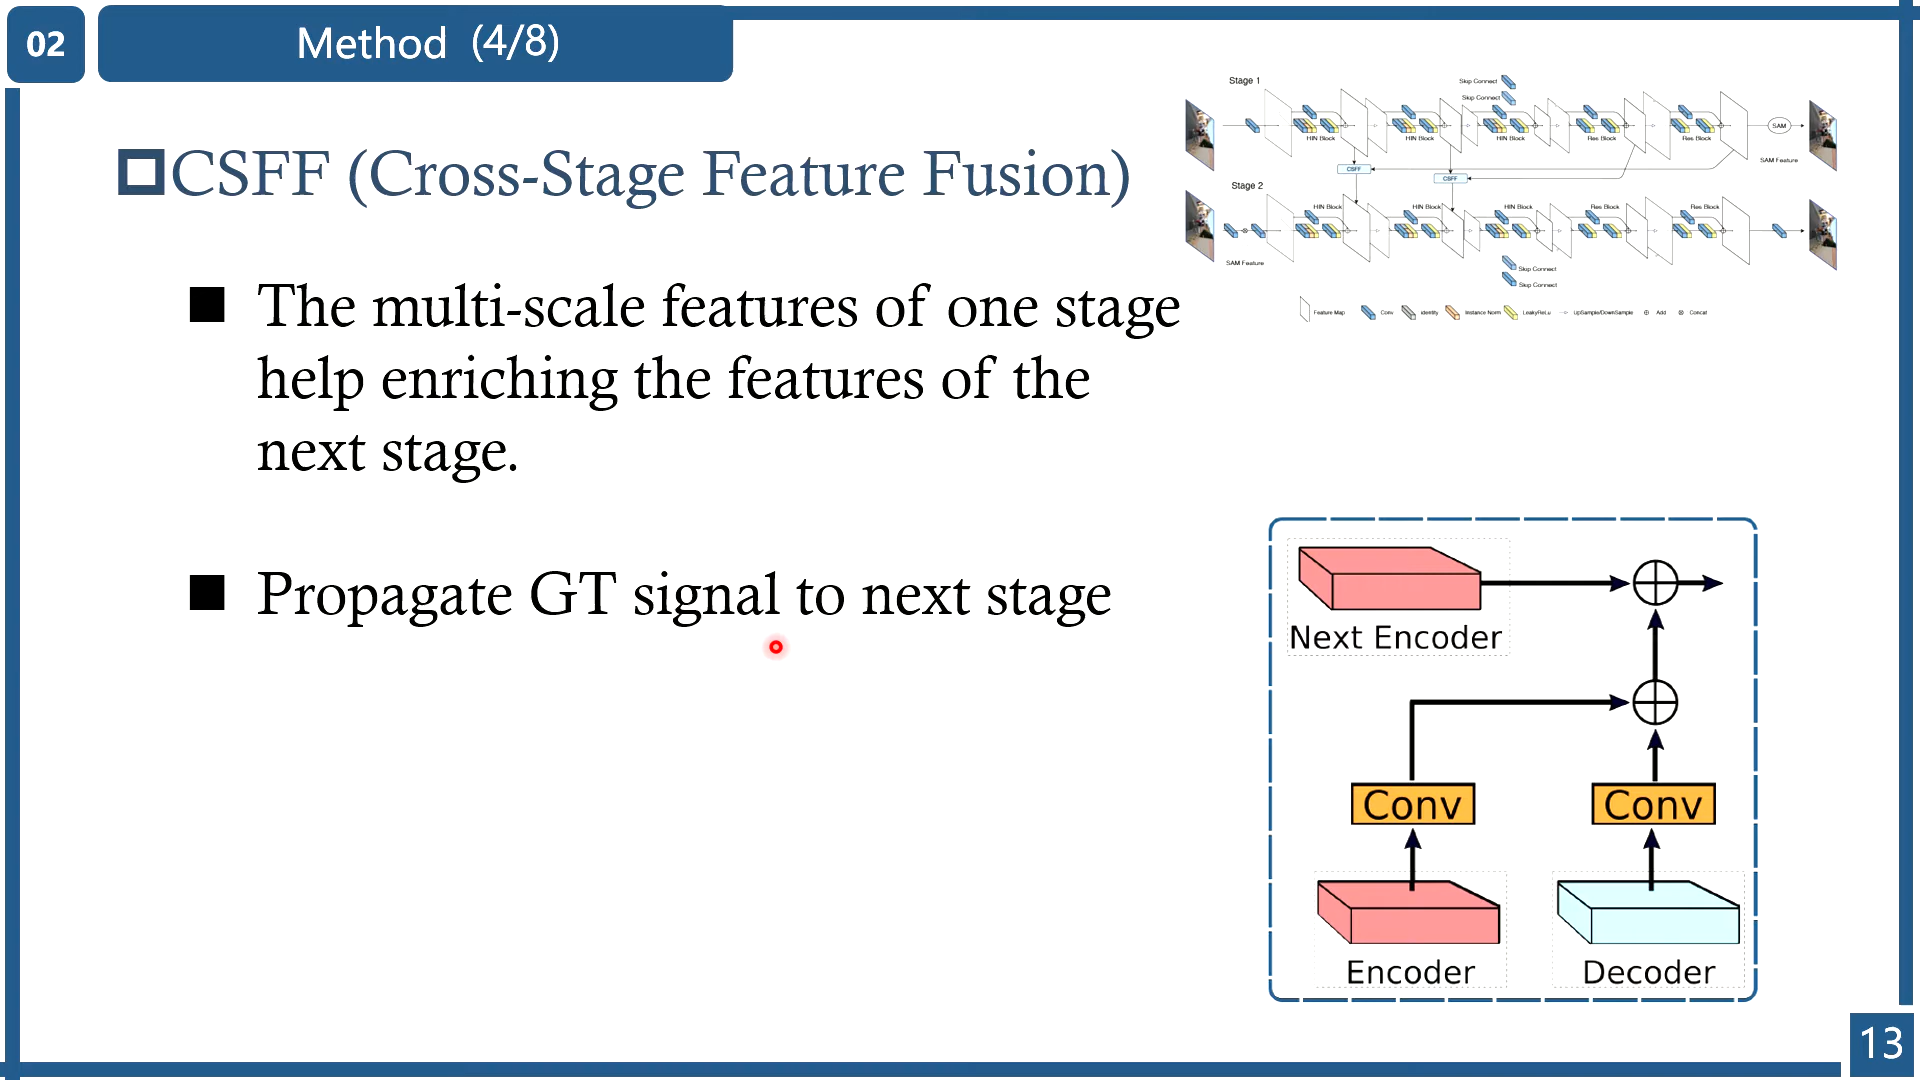 02
Method (4/8)
CSFF (Cross-Stage Feature Fusion)
The multi-scale features of one stage
help enriching the features of the
next stage.
Propagate GT signal to next stage
Stage 1
Skip Connect
Skip Connect
HIN Block
HIN Block
HIN Block
Res Block
Res Block
SAM
SAM Feature
CSFF
CSFF
Stage 2
HIN Block
HIN Block
HIN Block
Res Block
Res Block
SAM Feature
Skip Connect
Skip Connect
Feature Map
Conv
Identity
Instance Norm
LeakyReLu
UpSample/DownSample
Add
Concat
Next Encoder
Conv
Conv
Encoder
Decoder
13